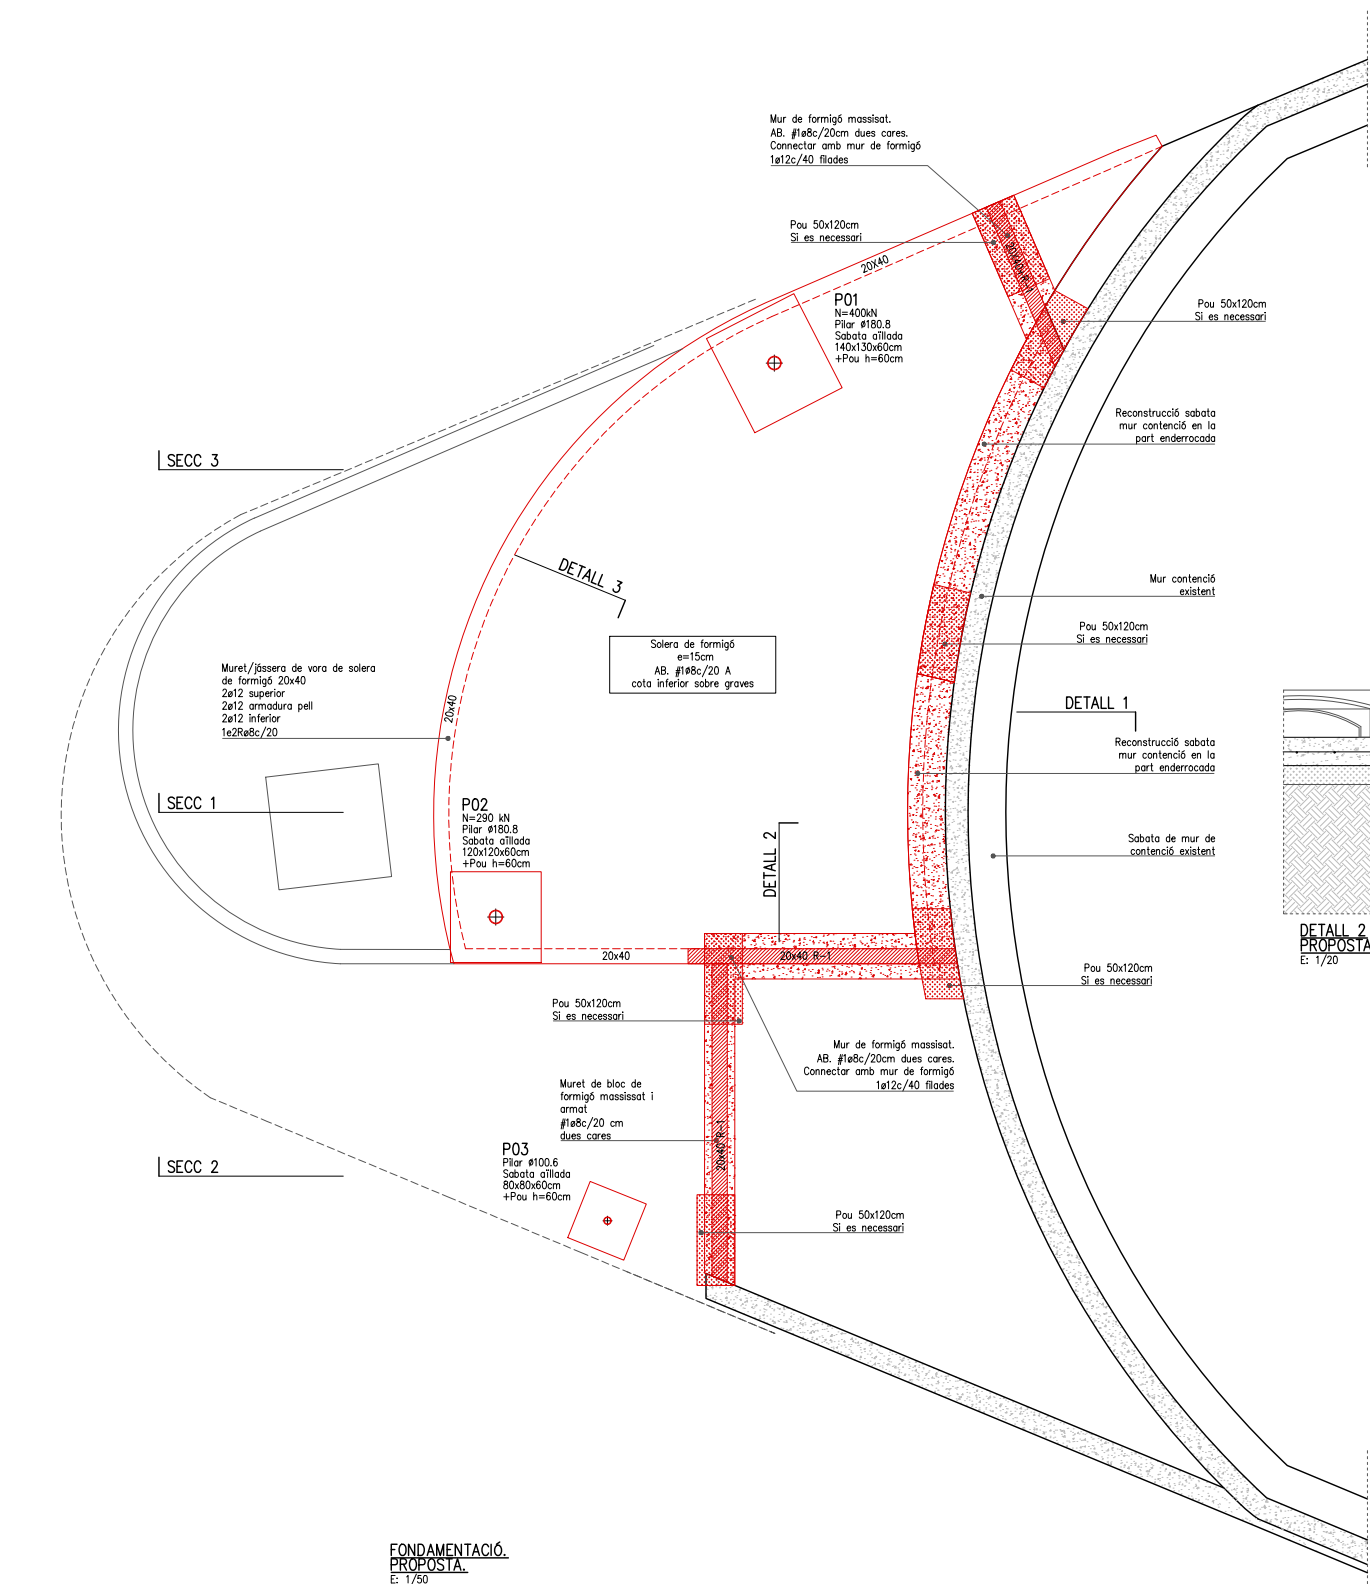 Mur de formigó massisat.
AB. #1ø8c/20cm dues cares.
Connectar amb mur de formigó
1ø12c/40 filades
Pou 50x120cm
Si es necessari
20X40
20x40 R-1
P01
N=400kN
Pilar ø180.8
Sabata aïllada
140x130x60cm
+Pou h=60cm
Pou 50x120cm
Si es necessari
Reconstrucció sabata
mur contenció en la
part enderrocada
SECC 3
DETALL 3
Mur contenció
existent
Pou 50x120cm
Si es necessari
Solera de formigó
e=15cm
AB. #1ø8c/20 A
cota inferior sobre graves
Muret/jássera de vora de solera
de formigó 20x40
2ø12 superior
2ø12 armadura pell
2ø12 inferior
1e2Rø8c/20
20x40
DETALL 1
Reconstrucció sabata
mur contenció en la
part enderrocada
SECC 1
P02
N=290 kN
Pilar ø180.8
Sabata aïllada
120x120x60cm
+Pou h=60cm
DETALL 2
Sabata de mur de
contenció existent
DETALL 2
PROPOSTA
E: 1/20
20x40
20x40 R-1
Pou 50x120cm
Si es necessari
Pou 50x120cm
Si es necessari
Mur de formigó massisat.
AB. #1ø8c/20cm dues cares.
Connectar amb mur de formigó
1ø12c/40 filades
Muret de bloc de
formigó massissat i
armat
#1ø8c/20 cm
dues cares
20x40 R-1
P03
Pilar ø100.6
Sabata aïllada
80x80x60cm
+Pou h=60cm
SECC 2
Pou 50x120cm
Si es necessari
FONDAMENTACIÓ.
PROPOSTA.
E: 1/50